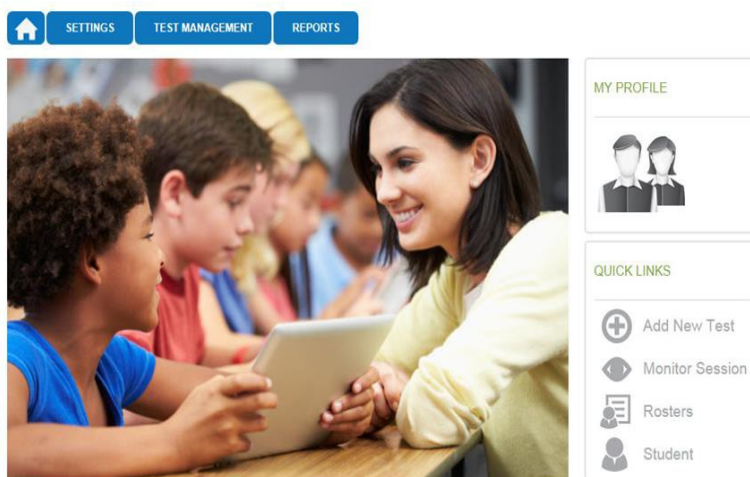 SETTINGS
TEST MANAGEMENT
REPORTS
MY PROFILE
QUICK LINKS
Add New Test
Monitor Session
Rosters
Student